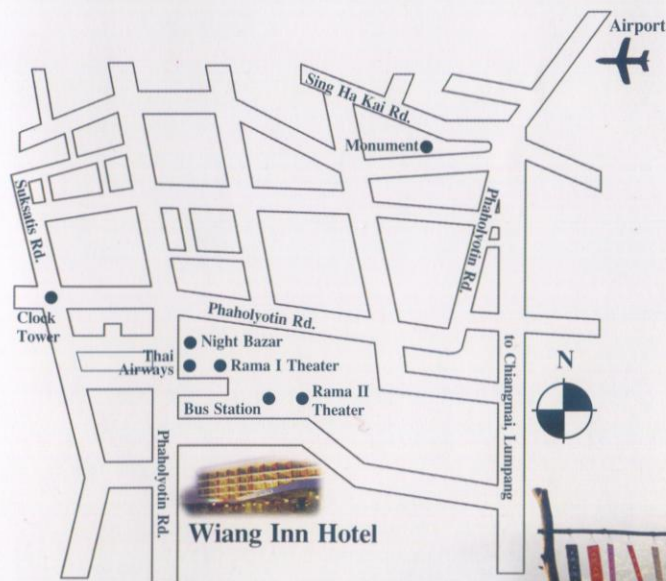 Airport
Sing Ha Kai Rd.
Monument
Suksatis Rd.
Phaholyotin Rd.
Clock
Tower
Phaholyotin Rd.
Night Bazar
Thai
Airways
Rama I Theater
Bus Station
Rama II
Theater
to Chiangmai, Lumpang
N
Phaholyotin Rd.
Wiang Inn Hotel